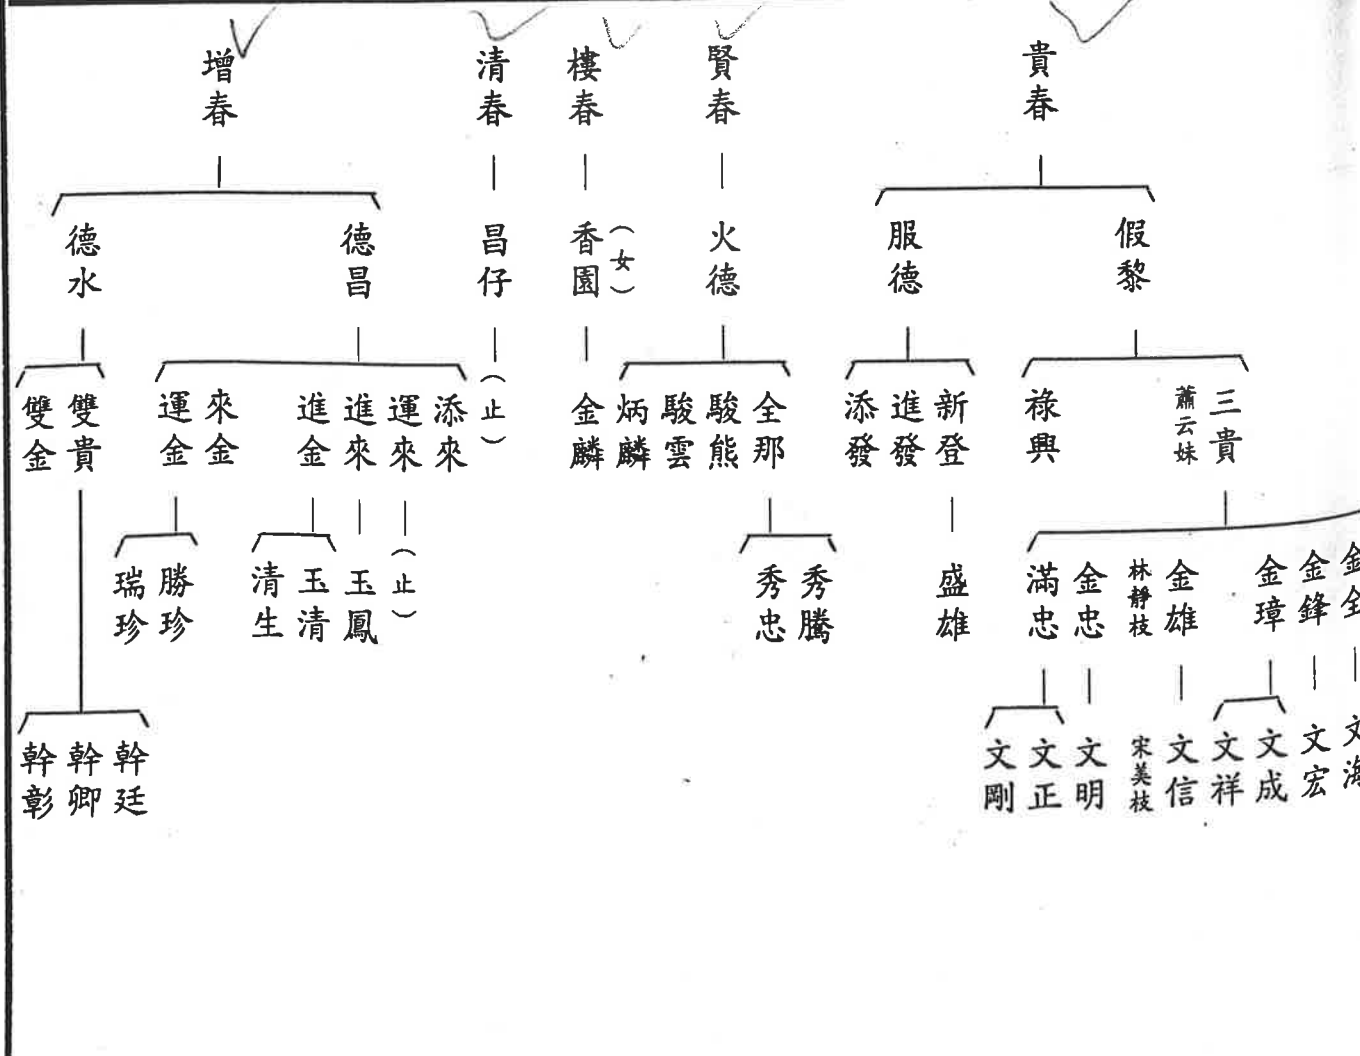 貴春
賢春
樓春
清春
增春
假黎
服德
火德
(女)
香園
昌仔
德昌
德水
三貴
蕭云妹
祿興
新登
進發
添發
全那
駿熊
駿雲
炳麟
金麟
(止)
添來
運來
進來
進金
來金
運金
雙貴
雙金
金鋒
金璋
金雄
林靜枝
金忠
滿忠
盛雄
秀騰
秀忠
(止)
玉鳳
玉清
清生
勝珍
瑞珍
文宏
文成
文祥
文信
宋美枝
文明
文正
文剛
幹廷
幹卿
幹彰